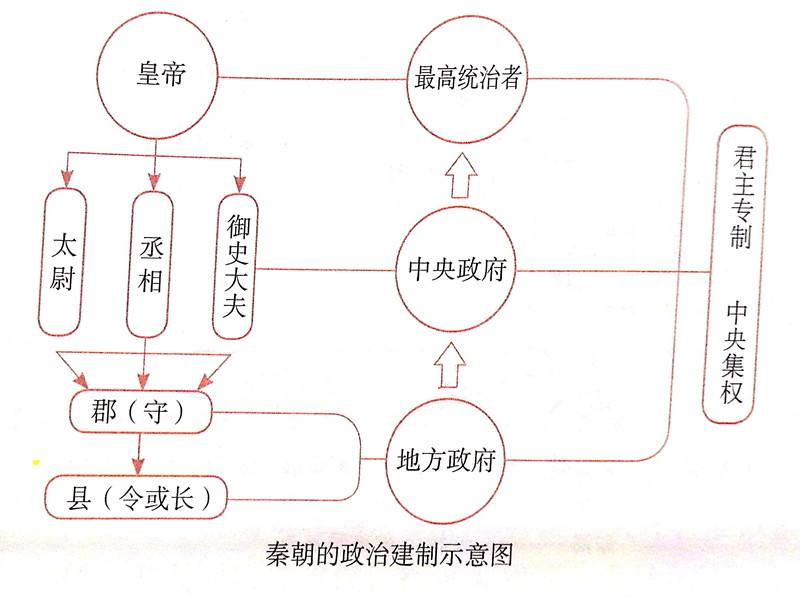 皇帝
最高统治者
太尉
丞相
御史大夫
中央政府
君主专制 中央集权
郡（守）
县（令或长）
地方政府
秦朝的政治建制示意图